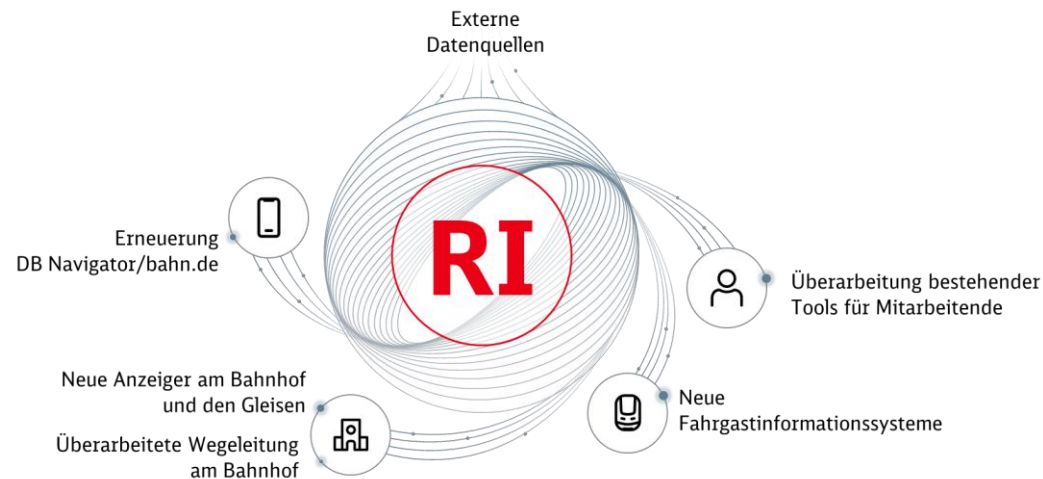 Externe
Datenquellen
RI
Erneuerung
DB Navigator/bahn.de
Überarbeitung bestehender
Tools für Mitarbeitende
Neue Anzeiger am Bahnhof
und den Gleisen
Überarbeitete Wegeleitung
am Bahnhof
Neue
Fahrgastinformationssysteme